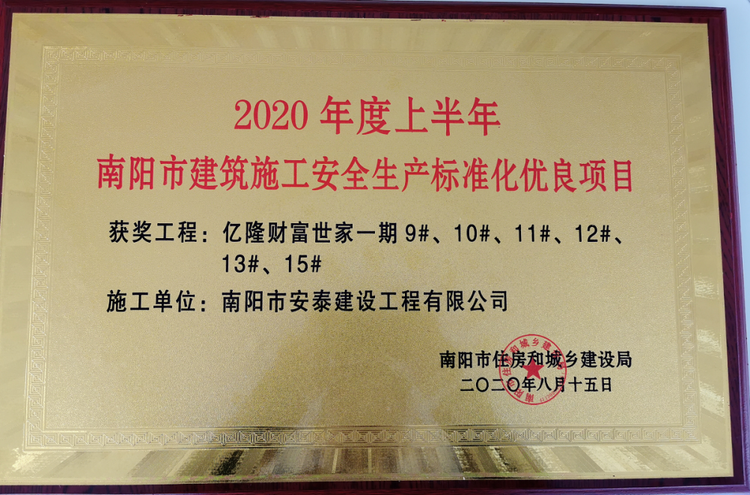 2020 年度上半年
南阳市建筑施工安全生产标准化优良项目
获奖工程：亿隆财富世家一期 9#、10#、11#、12#、
13#、15#
施工单位：南阳市安泰建设工程有限公司
南阳市住房和城乡建设局
二〇二〇年八月十五日